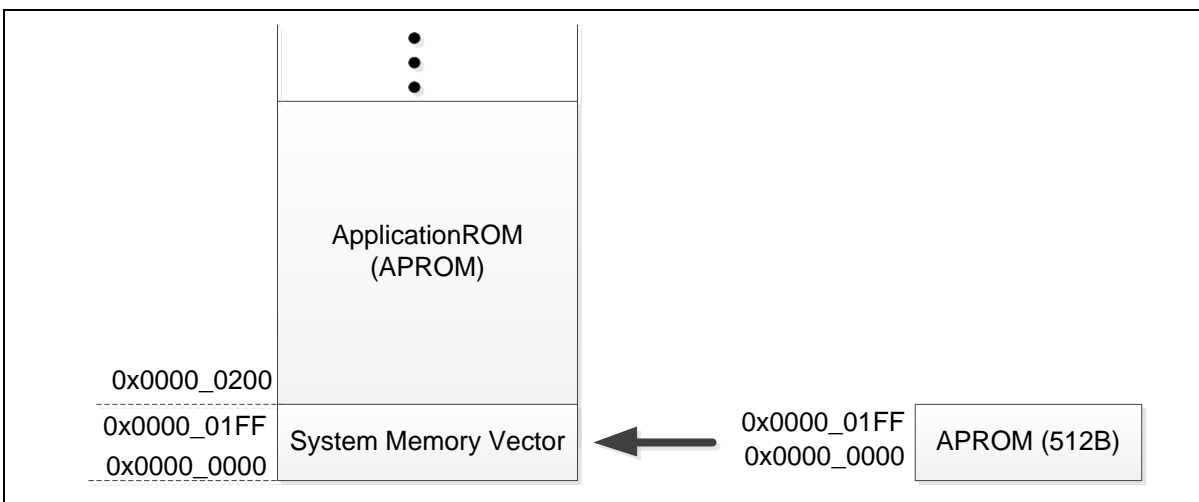 ApplicationROM
(APROM)
0x0000_0200
0x0000_01FF
System Memory Vector
0x0000_0000
0x0000_01FF
0x0000_0000
APROM (512B)